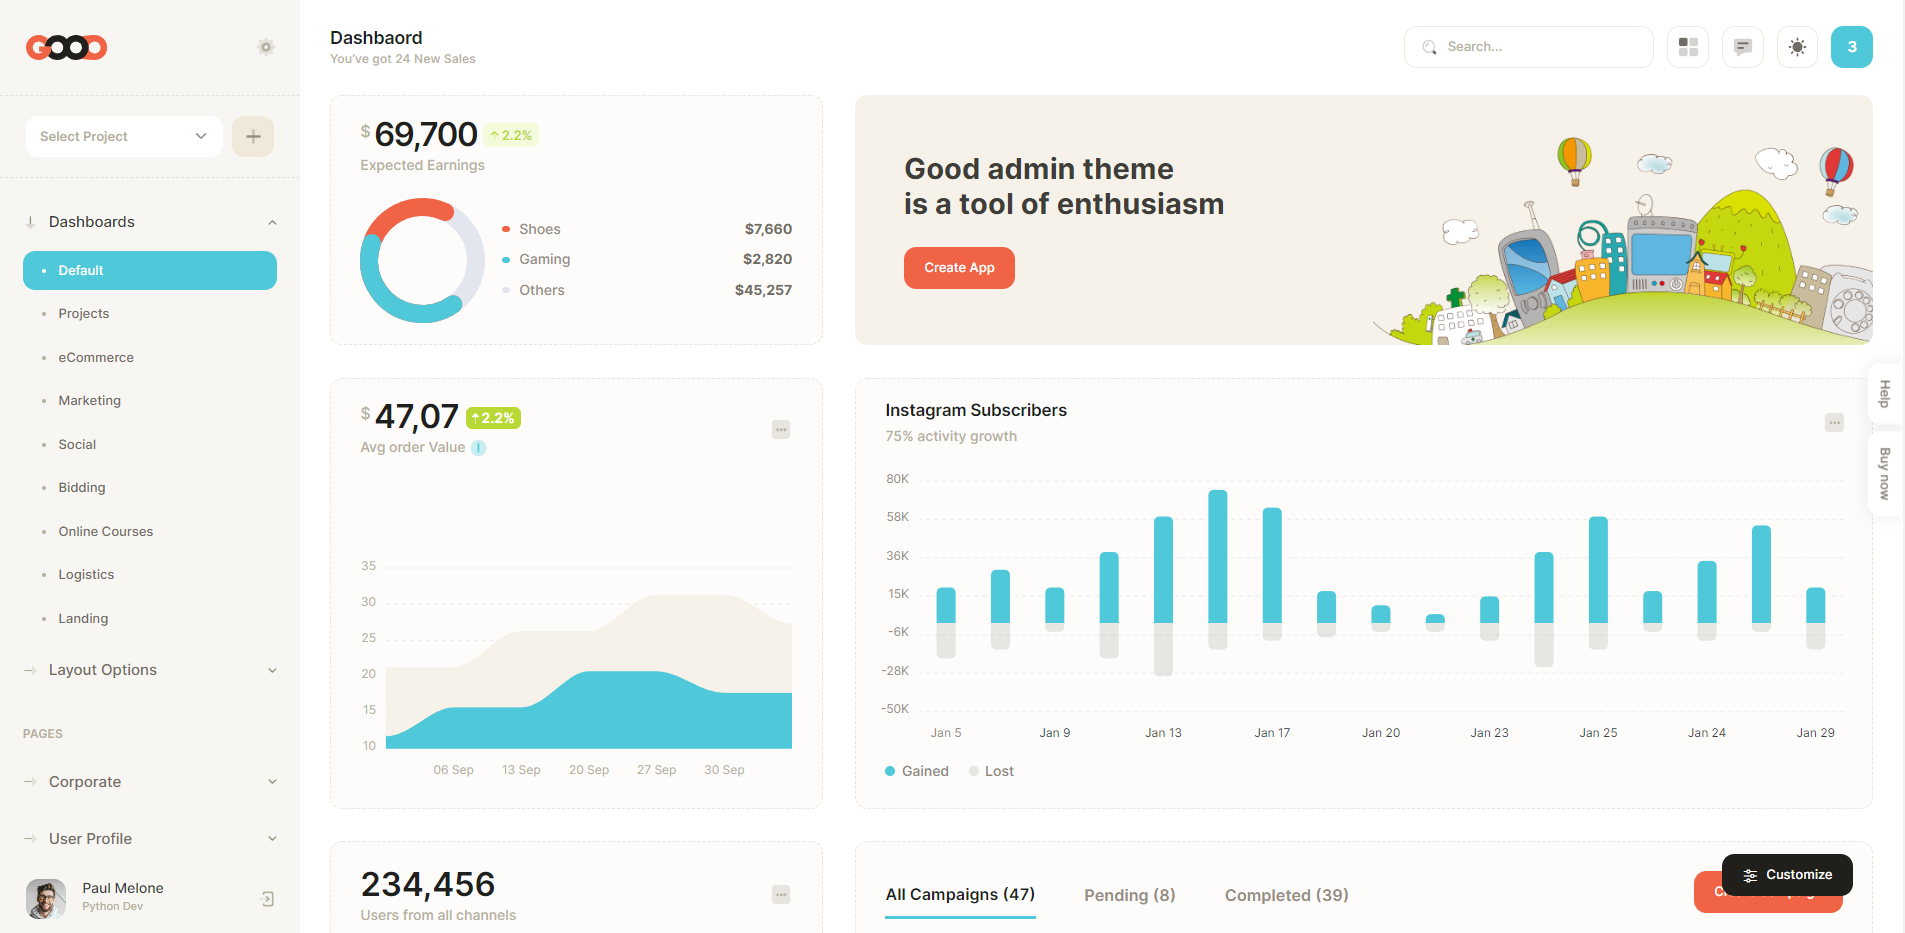 GOOD
Select Project
Dashboards
Default
Projects
eCommerce
Marketing
Social
Bidding
Online Courses
Logistics
Landing
Layout Options
PAGES
Corporate
User Profile
Paul Melone
Python Dev
Dashbaord
You've got 24 New Sales
Search...
3
$ 69,700 2.2%
Expected Earnings
Shoes $7,660
Gaming $2,820
Others $45,257
Good admin theme
is a tool of enthusiasm
Create App
$ 47,07 2.2%
Avg order Value
35
30
25
20
15
10
06 Sep 13 Sep 20 Sep 27 Sep 30 Sep
Instagram Subscribers
75% activity growth
80K
58K
36K
15K
-6K
-28K
-50K
Jan 5 Jan 9 Jan 13 Jan 17 Jan 20 Jan 23 Jan 25 Jan 24 Jan 29
Gained Lost
Help
Buy now
234,456
Users from all channels
All Campaigns (47) Pending (8) Completed (39)
Customize